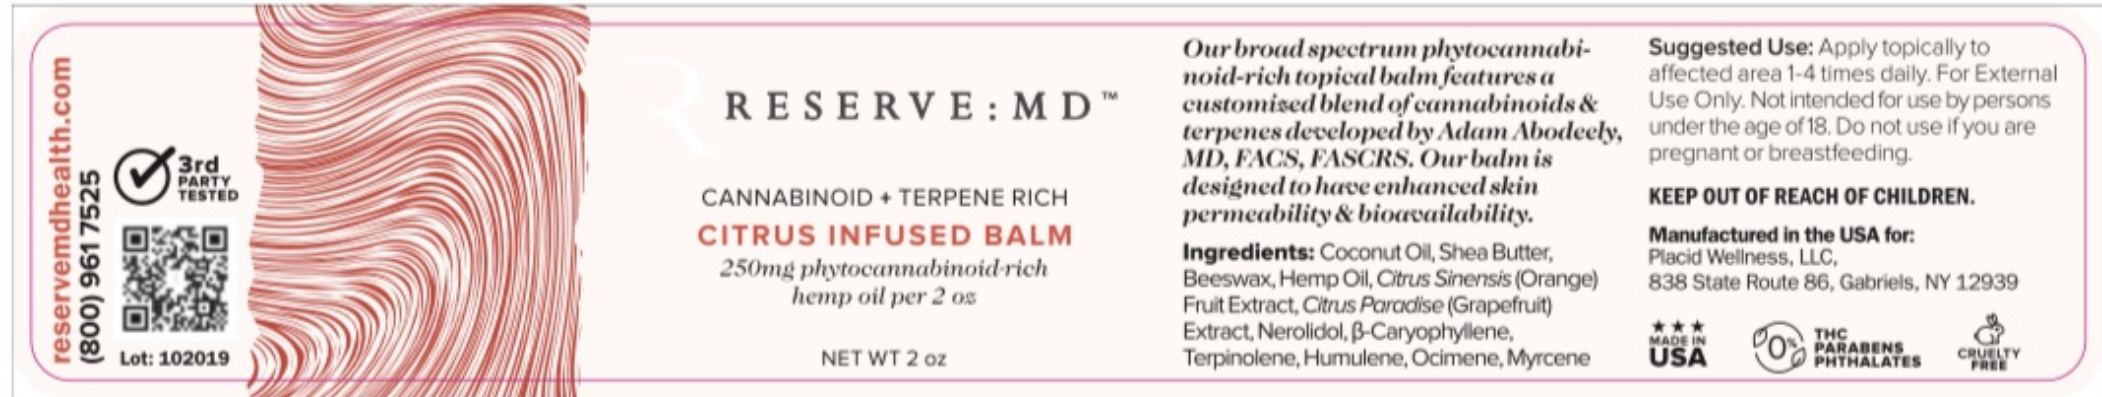 reservemdhealth.com
(800) 961 7525
3rd
PARTY
TESTED
Lot: 102019
RESERVE:MD™
CANNABINOID + TERPENE RICH
CITRUS INFUSED BALM
250mg phytocannabinoid-rich
hemp oil per 2 oz
NET WT 2 oz
Our broad spectrum phytocannabi-
noid-rich topical balm features a
customized blend of cannabinoids &
terpenes developed by Adam Abodeely,
MD, FACS, FASCRS. Our balm is
designed to have enhanced skin
permeability & bioavailability.
Ingredients: Coconut Oil, Shea Butter,
Beeswax, Hemp Oil, Citrus Sinensis (Orange)
Fruit Extract, Citrus Paradise (Grapefruit)
Extract, Nerolidol, β-Caryophyllene,
Terpinolene, Humulene, Ocimene, Myrcene
Suggested Use: Apply topically to
affected area 1-4 times daily. For External
Use Only. Not intended for use by persons
under the age of 18. Do not use if you are
pregnant or breastfeeding.
KEEP OUT OF REACH OF CHILDREN.
Manufactured in the USA for:
Placid Wellness, LLC,
838 State Route 86, Gabriels, NY 12939
MADE IN
USA
0%
THC
PARABENS
PHTHALATES
CRUELTY
FREE